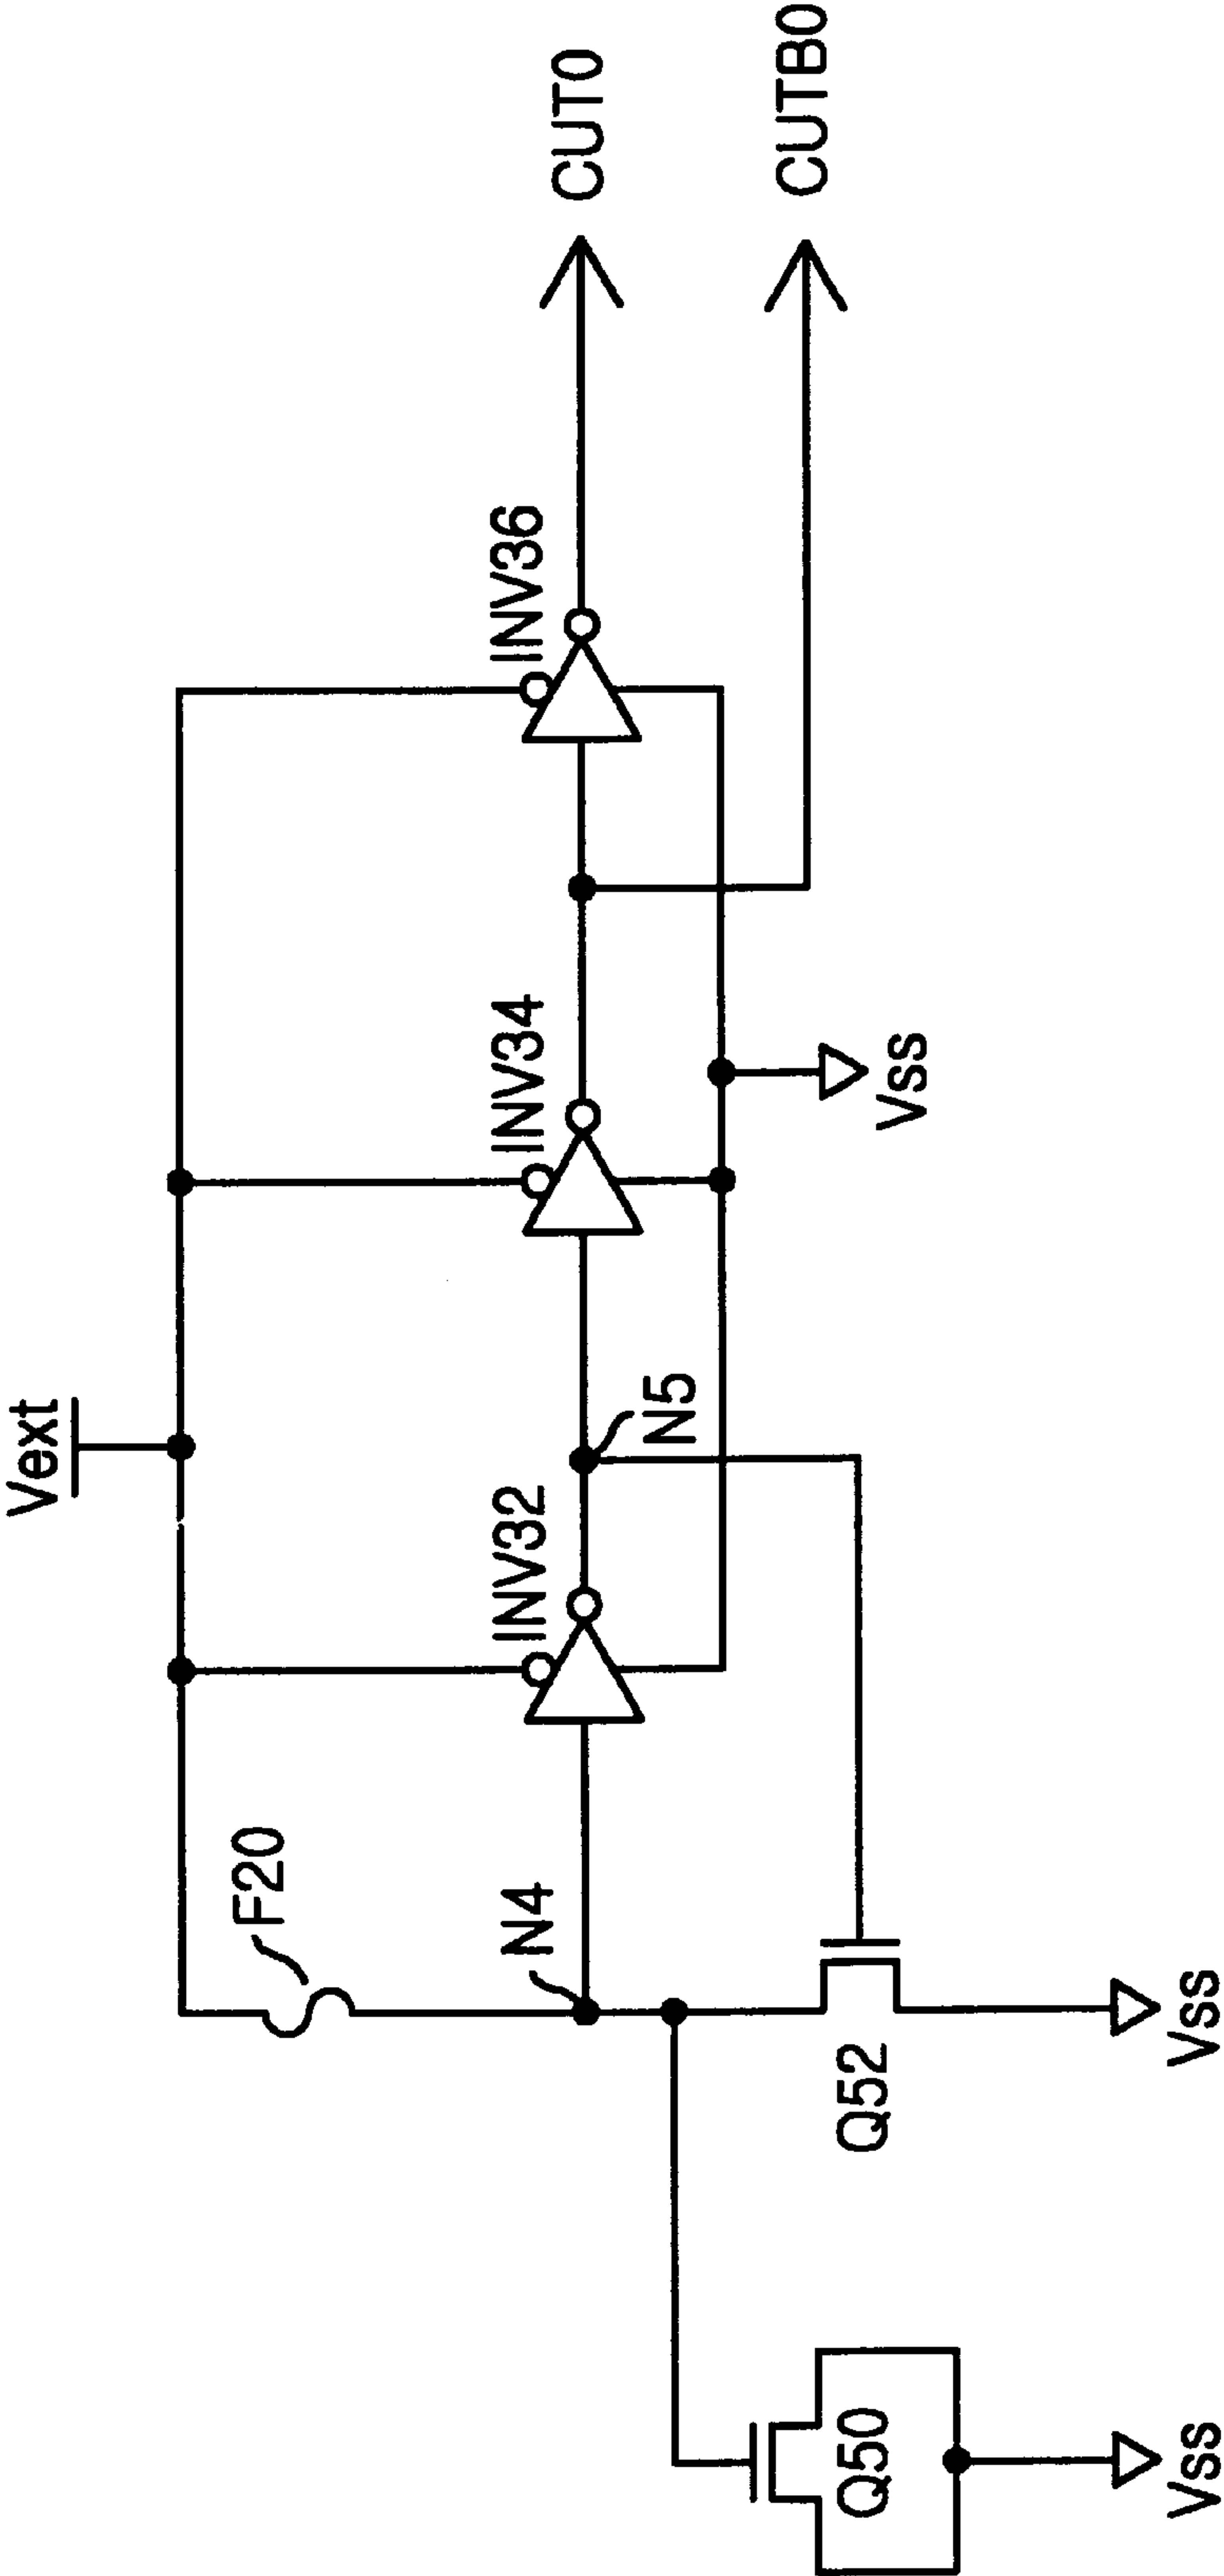 Vext
F20
N4
INV32
N5
INV34
INV36
CUT0
CUTB0
Vss
Q52
Vss
Q50
Vss